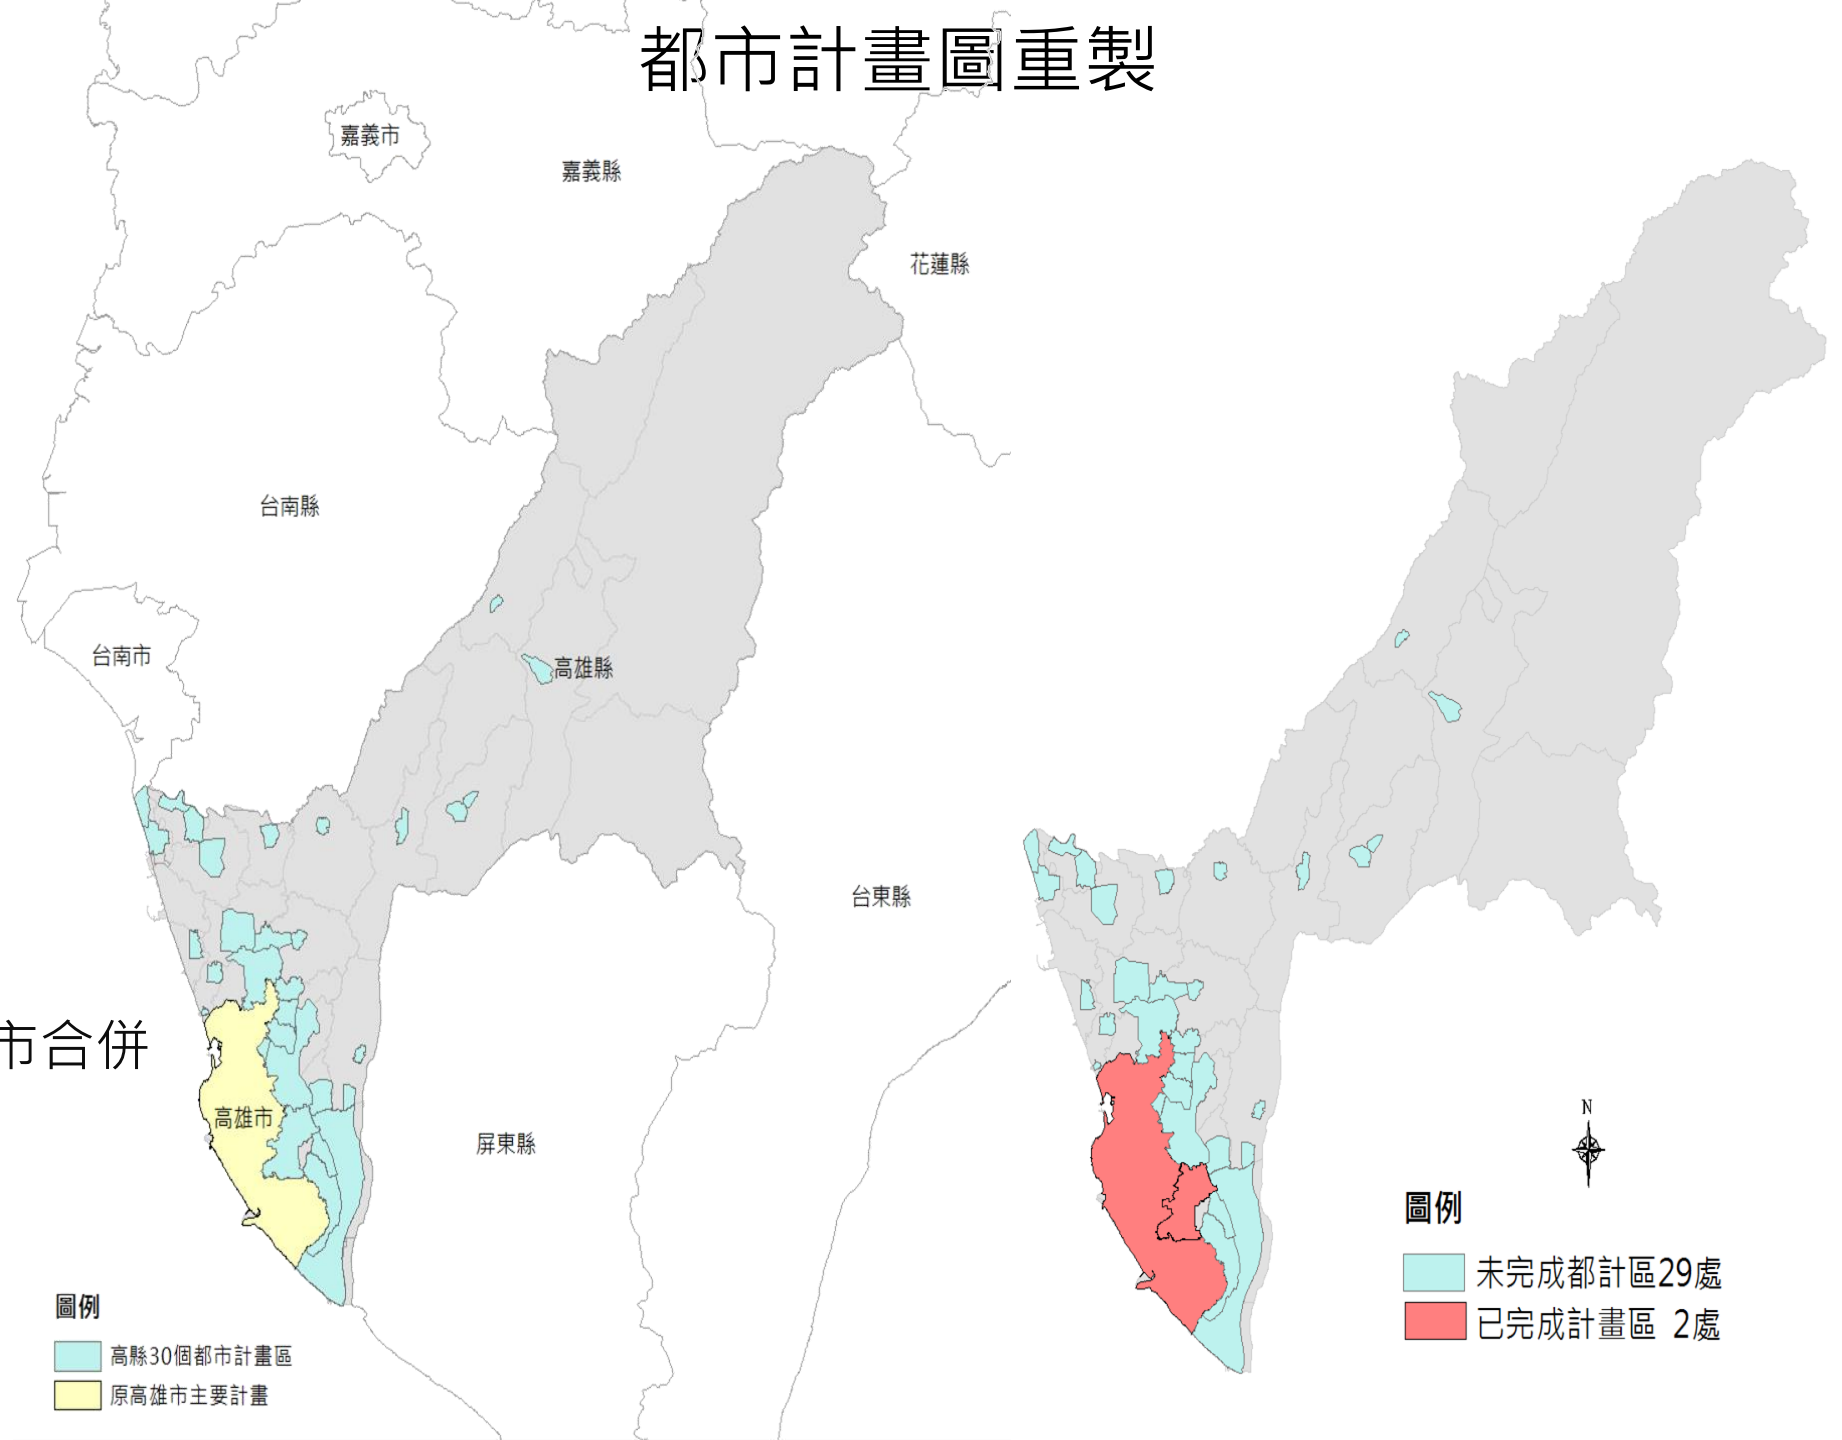 都市計畫圖重製
嘉義市
嘉義縣
花蓮縣
台南縣
台南市
高雄縣
台東縣
市合併
高雄市
屏東縣
圖例
高縣30個都市計畫區
原高雄市主要計畫
N
圖例
未完成都計區29處
已完成計畫區 2處